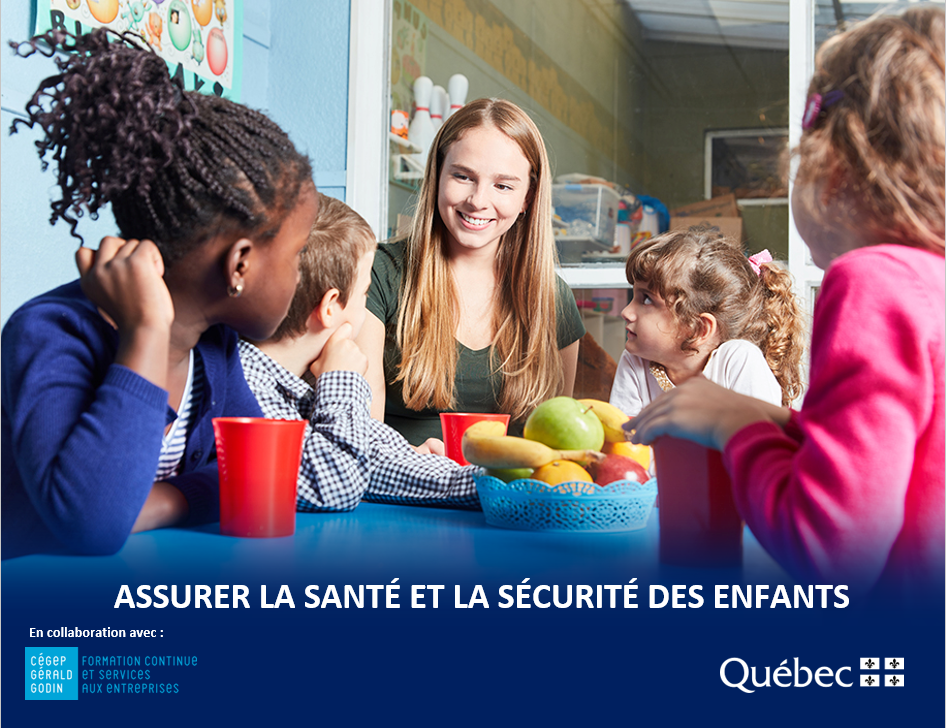 ASSURER LA SANTÉ ET LA SÉCURITÉ DES ENFANTS
En collaboration avec :
CÉGEP
GÉRALD
GODIN
FORMATION CONTINUE
ET SERVICES
AUX ENTREPRISES
Québec